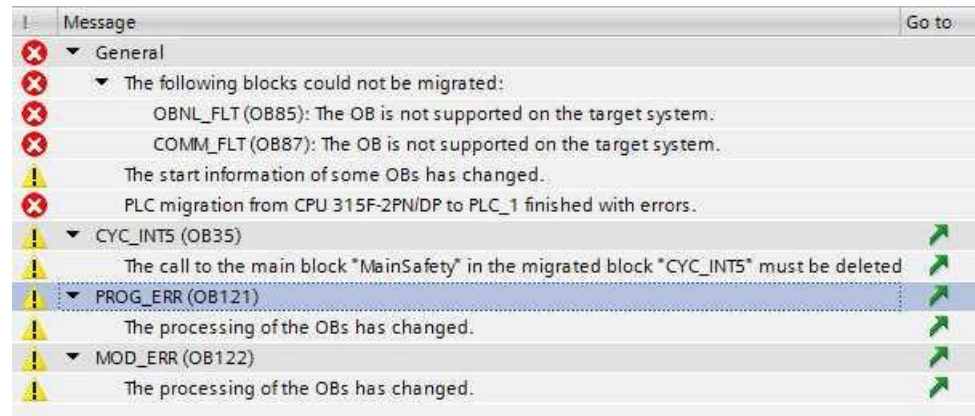 ! Message Go to
General
The following blocks could not be migrated:
OBNL_FLT (OB85): The OB is not supported on the target system.
COMM_FLT (OB87): The OB is not supported on the target system.
The start information of some OBs has changed.
PLC migration from CPU 315F-2PN/DP to PLC_1 finished with errors.
CYC_INT5 (OB35)
The call to the main block "MainSafety" in the migrated block "CYC_INT5" must be deleted
PROG_ERR (OB121)
The processing of the OBs has changed.
MOD_ERR (OB122)
The processing of the OBs has changed.